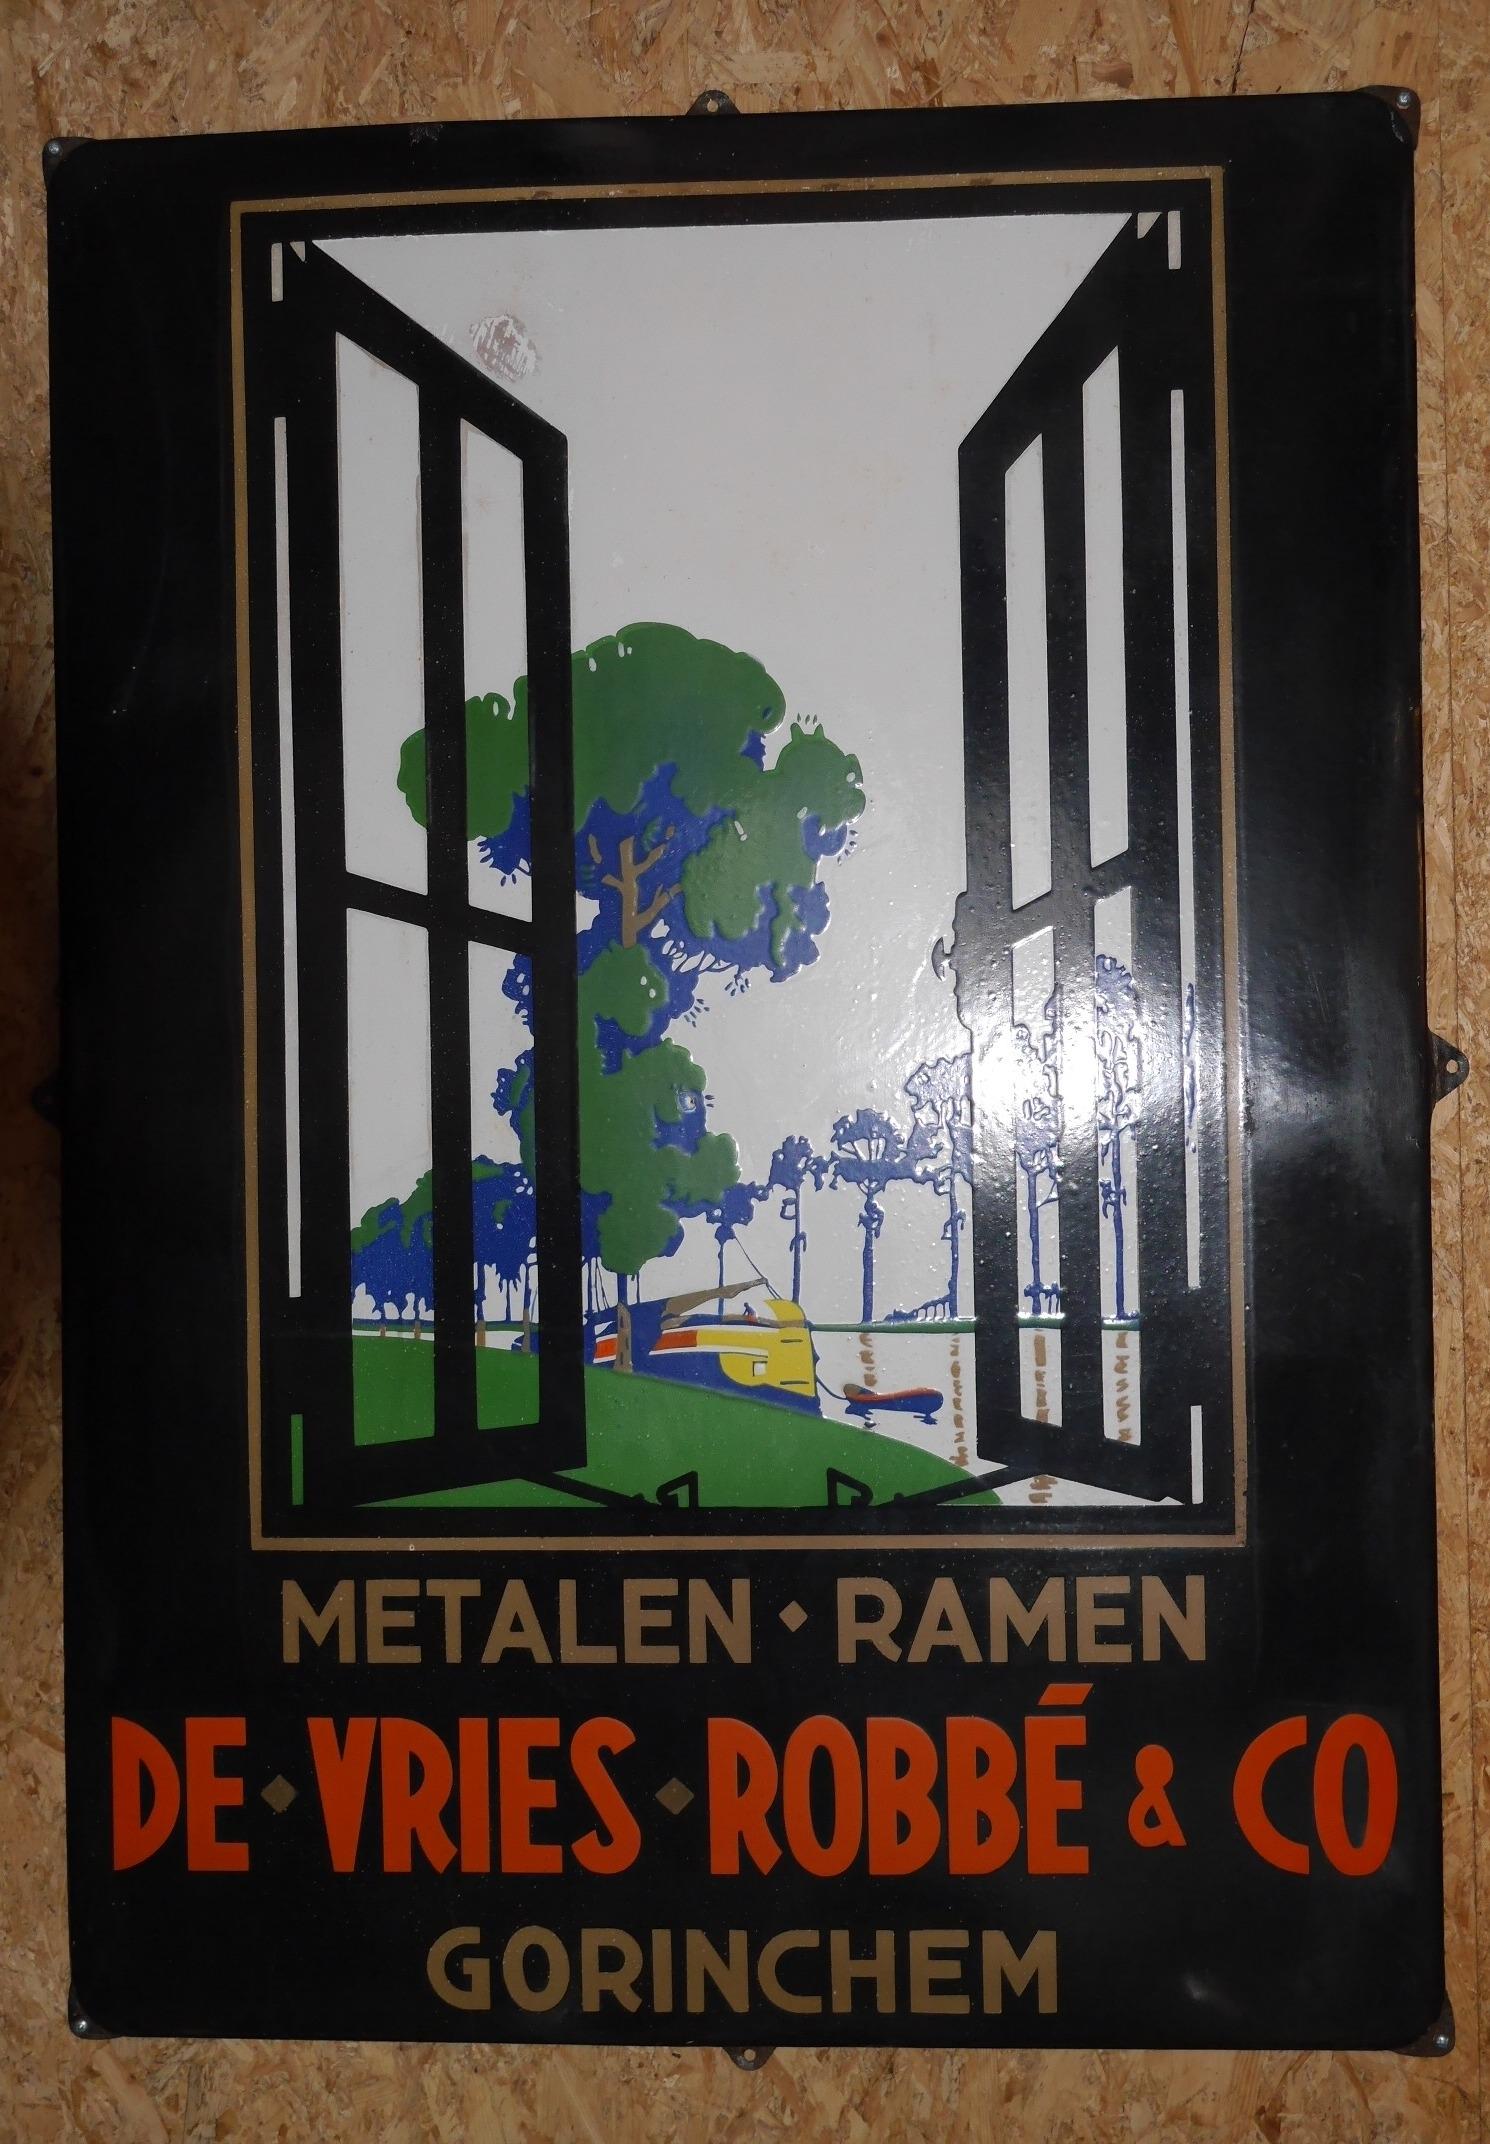 METALEN · RAMEN
DE · VRIES · ROBBÉ & CO
GORINCHEM